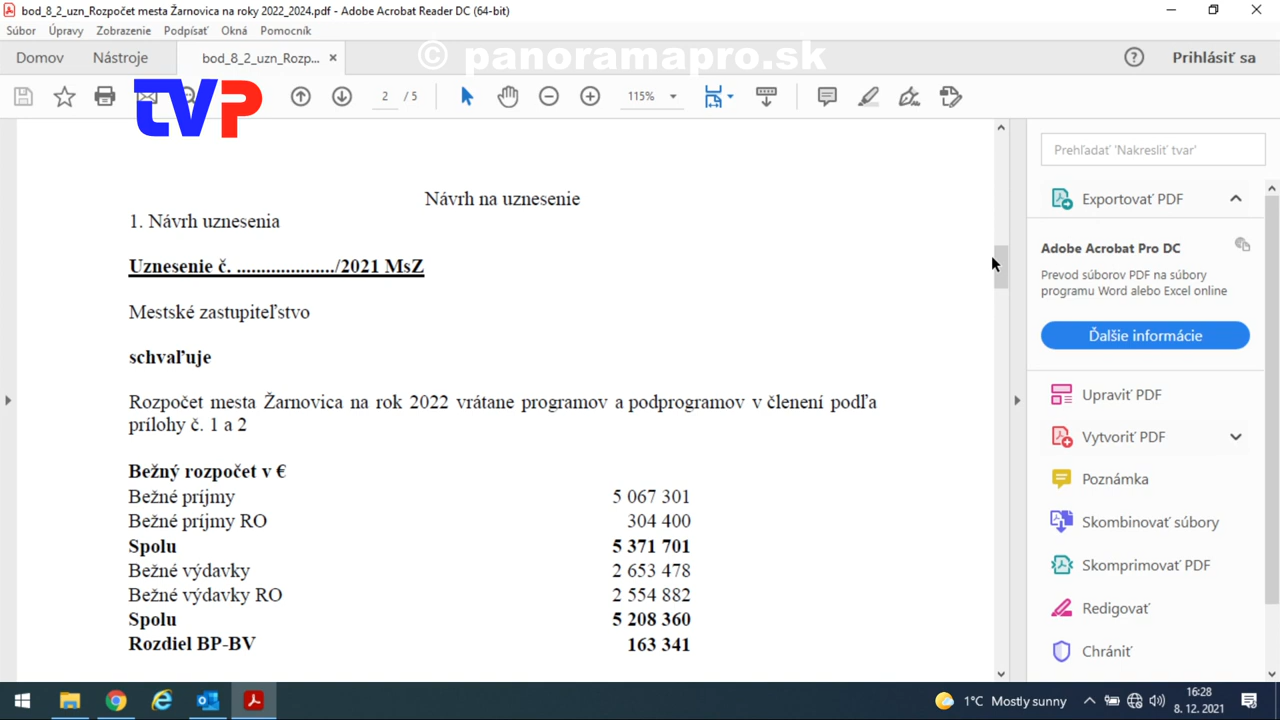 bod_8_2_uzn_Rozpočet mesta Žarnovica na roky 2022_2024.pdf - Adobe Acrobat Reader DC (64-bit)
Súbor Úpravy Zobrazenie Podpísať Okná Pomocník
© panoramapro.sk
Domov Nástroje bod_8_2_uzn_Rozp... × Prihlásiť sa
TVP
2 / 5 115%
Návrh na uznesenie
1. Návrh uznesenia
Uznesenie č. ..................../2021 MsZ
Mestské zastupiteľstvo
schvaľuje
Rozpočet mesta Žarnovica na rok 2022 vrátane programov a podprogramov v členení podľa
prílohy č. 1 a 2
Bežný rozpočet v €
Bežné príjmy 5 067 301
Bežné príjmy RO 304 400
Spolu 5 371 701
Bežné výdavky 2 653 478
Bežné výdavky RO 2 554 882
Spolu 5 208 360
Rozdiel BP-BV 163 341
Prehľadať 'Nakresliť tvar'
Exportovať PDF
Adobe Acrobat Pro DC
Prevod súborov PDF na súbory
programu Word alebo Excel online
Ďalšie informácie
Upraviť PDF
Vytvoriť PDF
Poznámka
Skombinovať súbory
Skomprimovať PDF
Redigovať
Chrániť
1°C Mostly sunny
16:28
8. 12. 2021